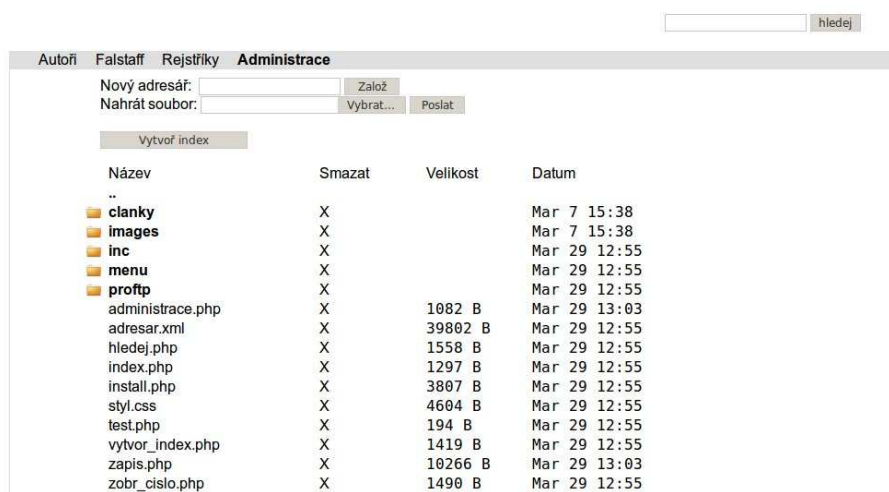 hledej
Autoři Falstaff Rejstříky Administrace
Nový adresář: Založ
Nahrát soubor: Vybrat... Poslat
Vytvoř index
Název Smazat Velikost Datum
..
clanky X Mar 7 15:38
images X Mar 7 15:38
inc X Mar 29 12:55
menu X Mar 29 12:55
proftp X Mar 29 12:55
administrace.php X 1082 B Mar 29 13:03
adresar.xml X 39802 B Mar 29 12:55
hledej.php X 1558 B Mar 29 12:55
index.php X 1297 B Mar 29 12:55
install.php X 3807 B Mar 29 12:55
styl.css X 4604 B Mar 29 12:55
test.php X 194 B Mar 29 12:55
vytvor_index.php X 1419 B Mar 29 12:55
zapis.php X 10266 B Mar 29 13:03
zobr_cislo.php X 1490 B Mar 29 12:55